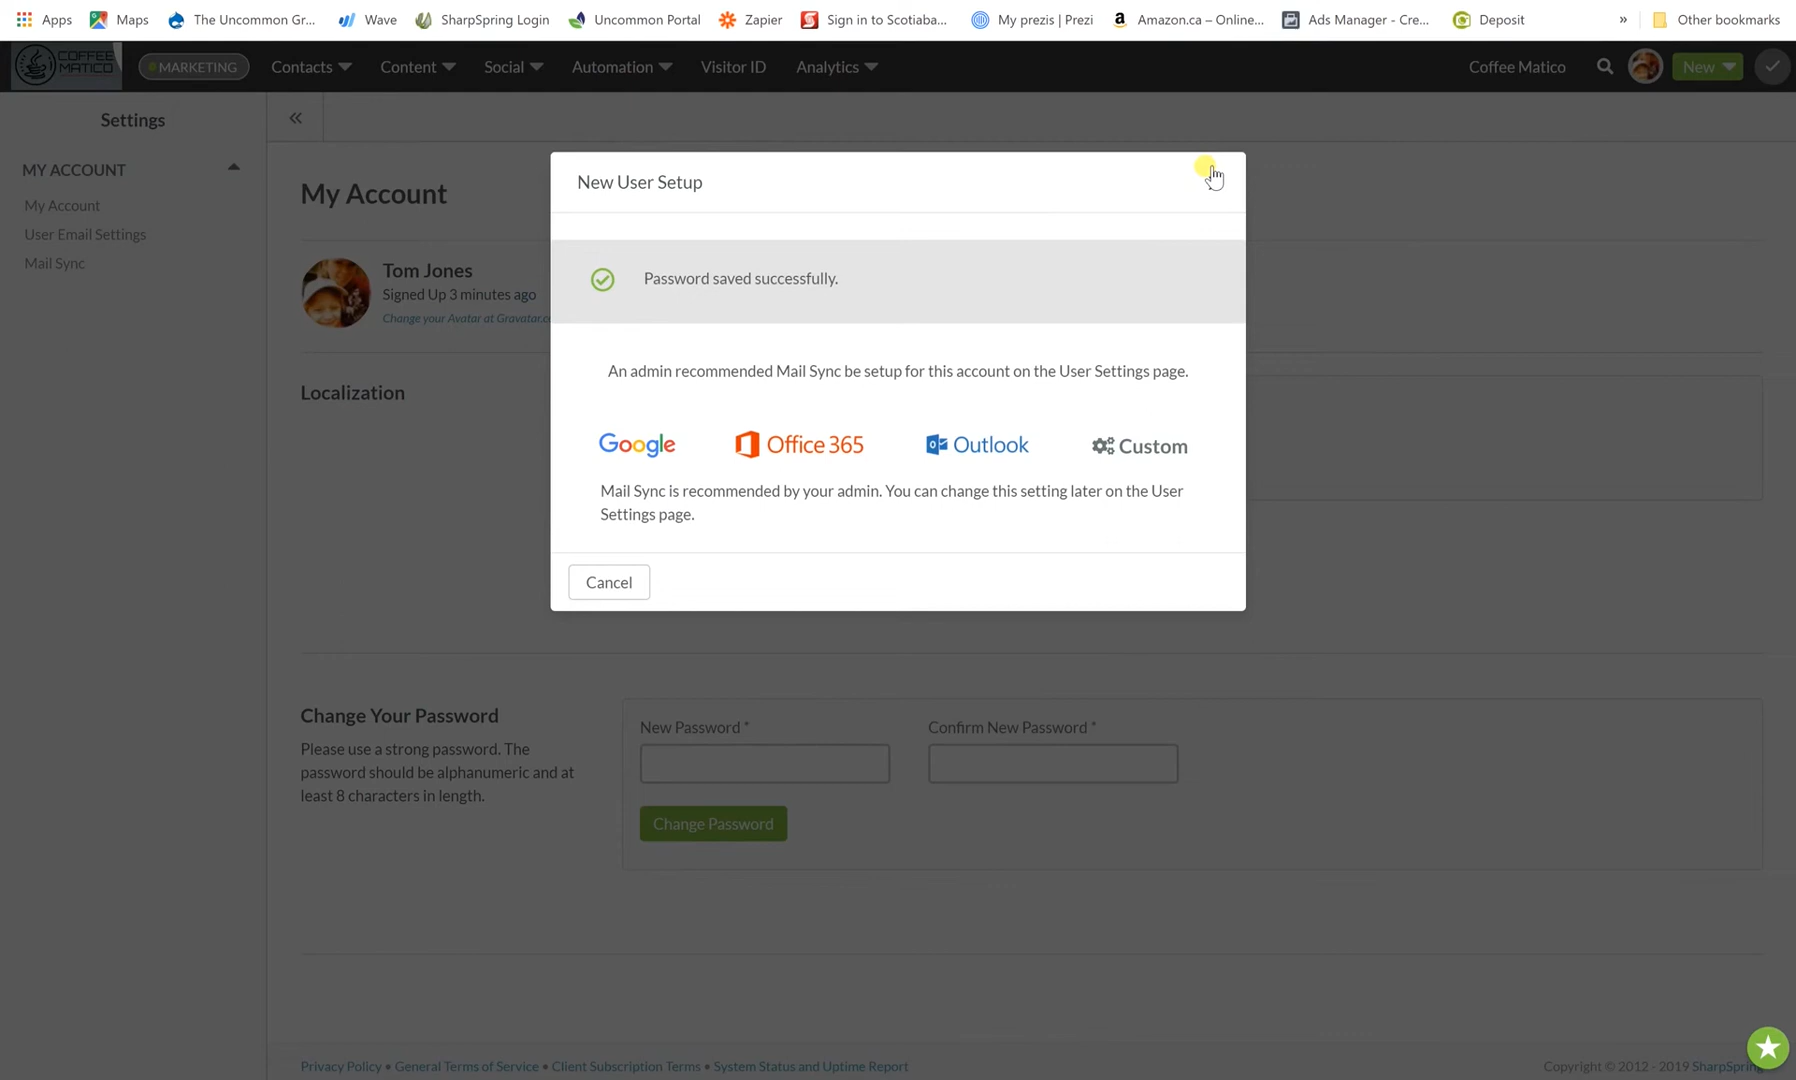 Apps Maps The Uncommon Gr... Wave SharpSpring Login Uncommon Portal Zapier Sign in to Scotiaba... My prezis | Prezi Amazon.ca – Online... Ads Manager - Cre... Deposit » Other bookmarks
COFFEE
MATICO
MARKETING Contacts Content Social Automation Visitor ID Analytics Coffee Matico New
Settings
MY ACCOUNT
My Account
User Email Settings
Mail Sync
My Account
Tom Jones
Signed Up 3 minutes ago
Change your Avatar at Gravatar.c
Localization
New User Setup
Password saved successfully.
An admin recommended Mail Sync be setup for this account on the User Settings page.
Google Office 365 Outlook Custom
Mail Sync is recommended by your admin. You can change this setting later on the User
Settings page.
Cancel
Change Your Password
Please use a strong password. The
password should be alphanumeric and at
least 8 characters in length.
New Password * Confirm New Password *
Change Password
Privacy Policy • General Terms of Service • Client Subscription Terms • System Status and Uptime Report
Copyright © 2012 - 2019 SharpSpring